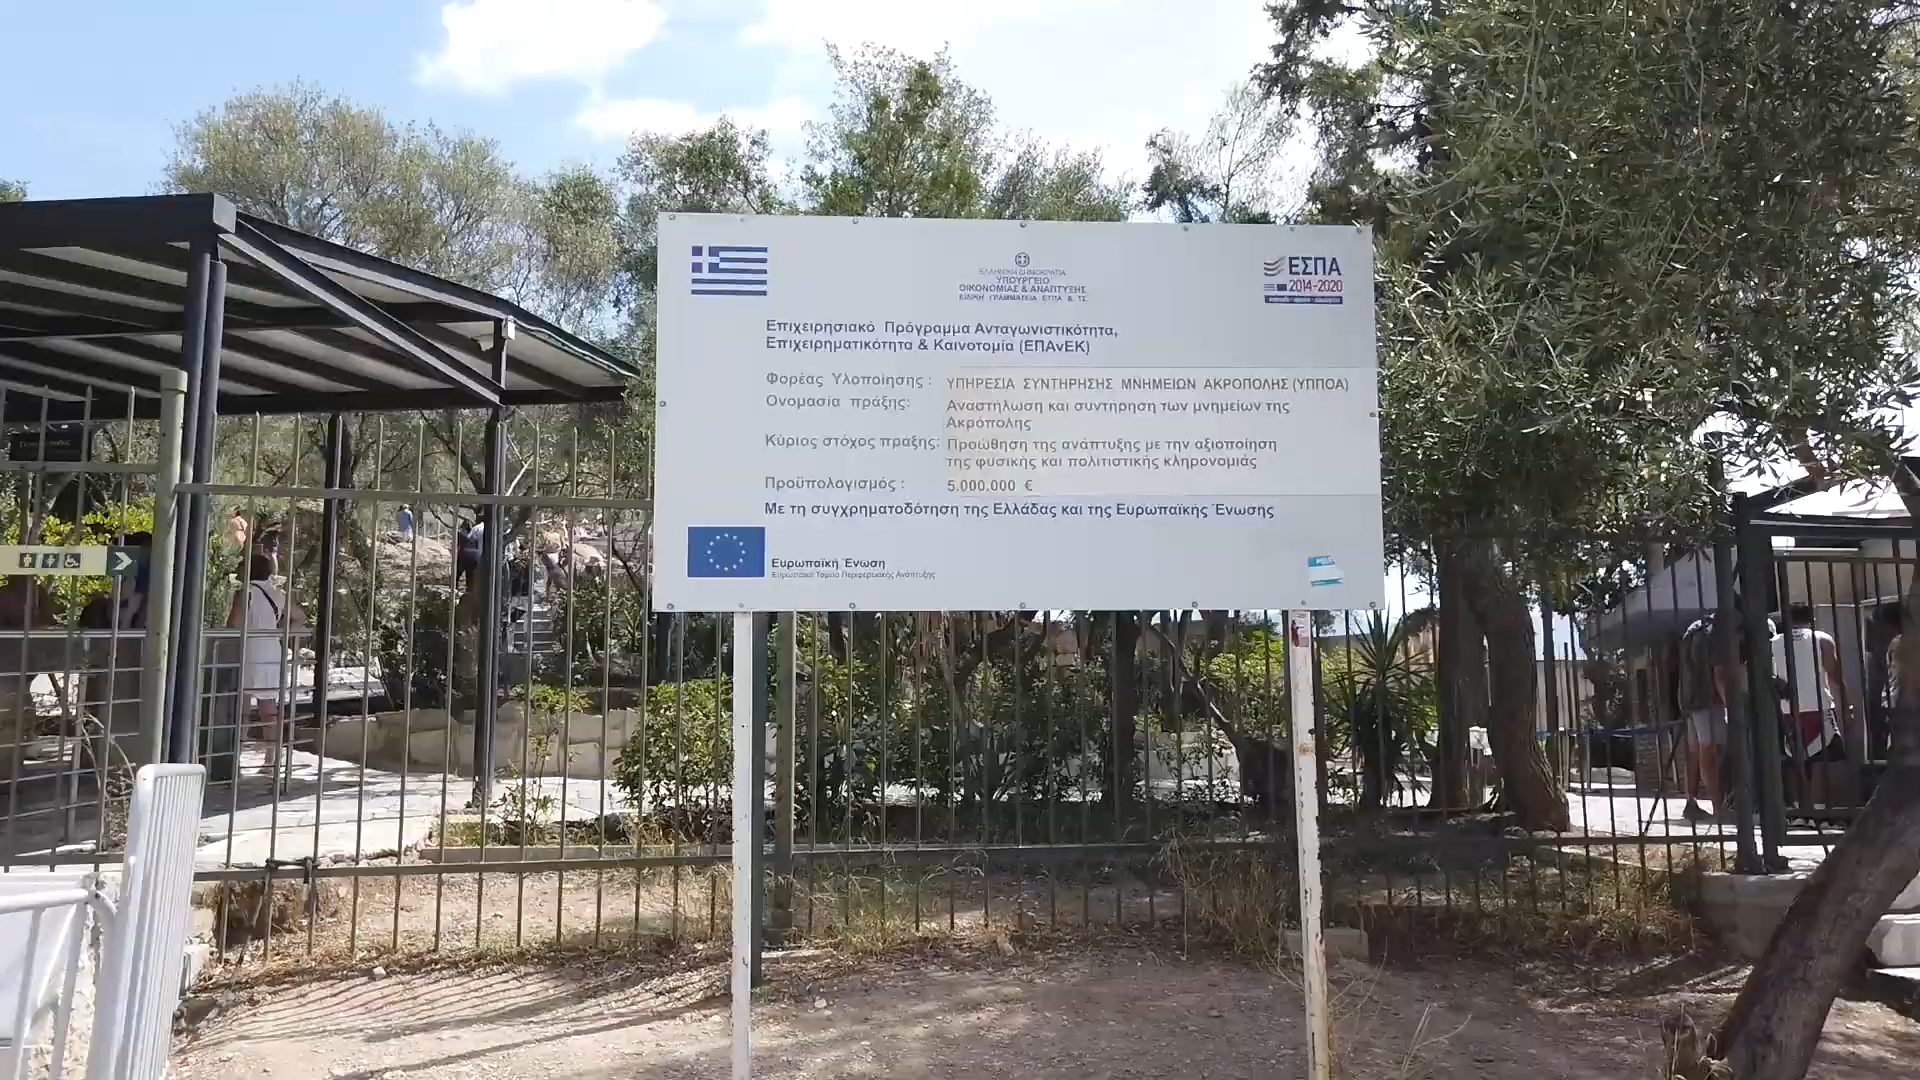 ΕΛΛΗΝΙΚΗ ΔΗΜΟΚΡΑΤΙΑ
ΥΠΟΥΡΓΕΙΟ
ΟΙΚΟΝΟΜΙΑΣ & ΑΝΑΠΤΥΞΗΣ
ΕΙΔΙΚΗ ΓΡΑΜΜΑΤΕΙΑ ΕΣΠΑ & ΤΣ
ΕΣΠΑ
2014-2020
Επιχειρησιακό Πρόγραμμα Ανταγωνιστικότητα,
Επιχειρηματικότητα & Καινοτομία (ΕΠΑνΕΚ)
Φορέας Υλοποίησης : ΥΠΗΡΕΣΙΑ ΣΥΝΤΗΡΗΣΗΣ ΜΝΗΜΕΙΩΝ ΑΚΡΟΠΟΛΗΣ (ΥΠΠΟΑ)
Ονομασία πράξης: Αναστήλωση και συντήρηση των μνημείων της
Ακρόπολης
Κύριος στόχος πράξης: Προώθηση της ανάπτυξης με την αξιοποίηση
της φυσικής και πολιτιστικής κληρονομιάς
Προϋπολογισμός : 5.000.000 €
Με τη συγχρηματοδότηση της Ελλάδας και της Ευρωπαϊκής Ένωσης
Ευρωπαϊκή Ένωση
Ευρωπαϊκό Ταμείο Περιφερειακής Ανάπτυξης